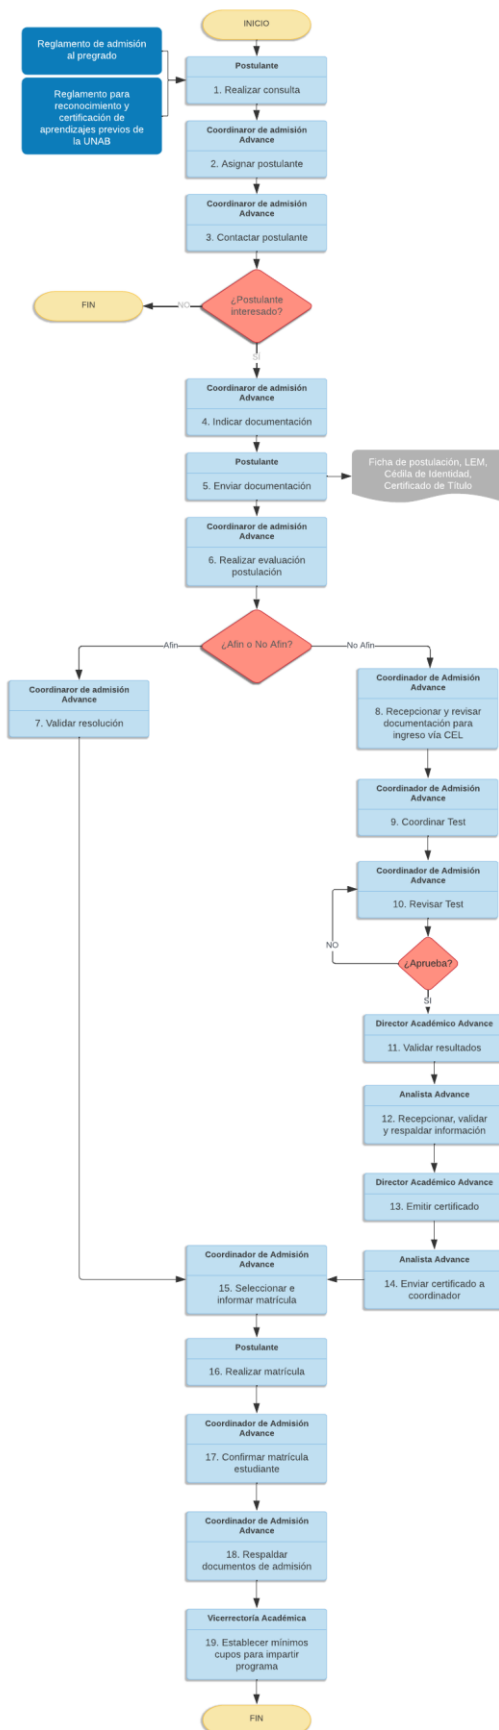 INICIO
Reglamento de admisión
al pregrado
Reglamento para
reconocimiento y
certificación de
aprendizajes previos de
la UNAB
Postulante
1. Realizar consulta
Coordinaror de admisión
Advance
2. Asignar postulante
Coordinaror de admisión
Advance
3. Contactar postulante
¿Postulante
interesado?
NO
FIN
SI
Coordinaror de admisión
Advance
4. Indicar documentación
Postulante
5. Enviar documentación
Ficha de postulación, LEM,
Cédila de Identidad,
Certificado de Título
Coordinaror de admisión
Advance
6. Realizar evaluación
postulación
¿Afin o No Afin?
Afin
No Afin
Coordinaror de admisión
Advance
7. Validar resolución
Coordinador de Admisión
Advance
8. Recepcionar y revisar
documentación para
ingreso vía CEL
Coordinador de Admisión
Advance
9. Coordinar Test
Coordinador de Admisión
Advance
10. Revisar Test
NO
¿Aprueba?
SI
Director Académico Advance
11. Validar resultados
Analista Advance
12. Recepcionar, validar
y respaldar información
Director Académico Advance
13. Emitir certificado
Analista Advance
14. Enviar certificado a
coordinador
Coordinador de Admisión
Advance
15. Seleccionar e
informar matrícula
Postulante
16. Realizar matrícula
Coordinador de Admisión
Advance
17. Confirmar matrícula
estudiante
Coordinador de Admisión
Advance
18. Respaldar
documentos de admisión
Vicerrectoría Académica
19. Establecer mínimos
cupos para impartir
programa
FIN